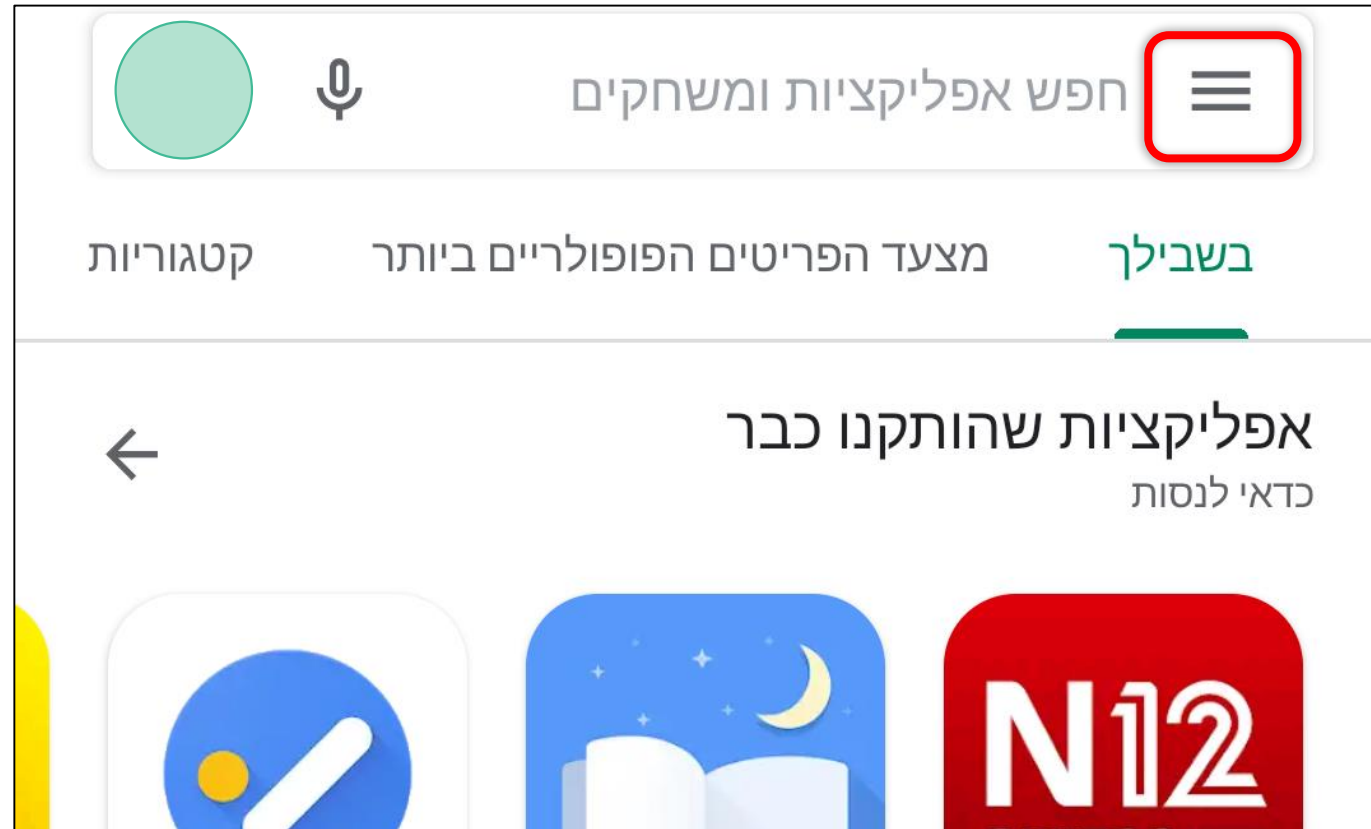 חפש אפליקציות ומשחקים
בשבילך מצעד הפריטים הפופולריים ביותר קטגוריות
אפליקציות שהותקנו כבר
כדאי לנסות
N12